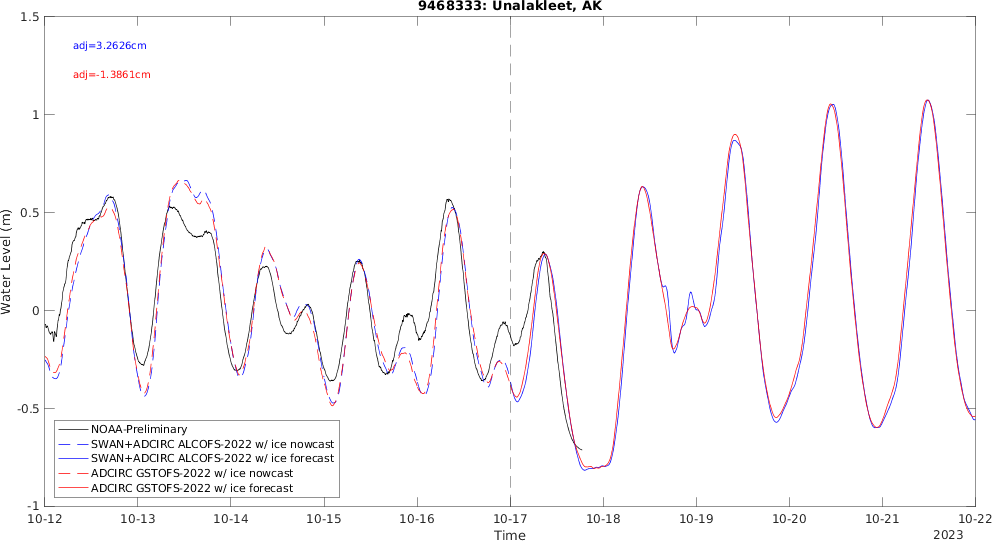 9468333: Unalakleet, AK
adj=3.2626cm
adj=-1.3861cm
Water Level (m)
1.5
1
0.5
0
-0.5
-1
NOAA-Preliminary
SWAN+ADCIRC ALCOFS-2022 w/ ice nowcast
SWAN+ADCIRC ALCOFS-2022 w/ ice forecast
ADCIRC GSTOFS-2022 w/ ice nowcast
ADCIRC GSTOFS-2022 w/ ice forecast
10-12 10-13 10-14 10-15 10-16 10-17 10-18 10-19 10-20 10-21 10-22
Time
2023